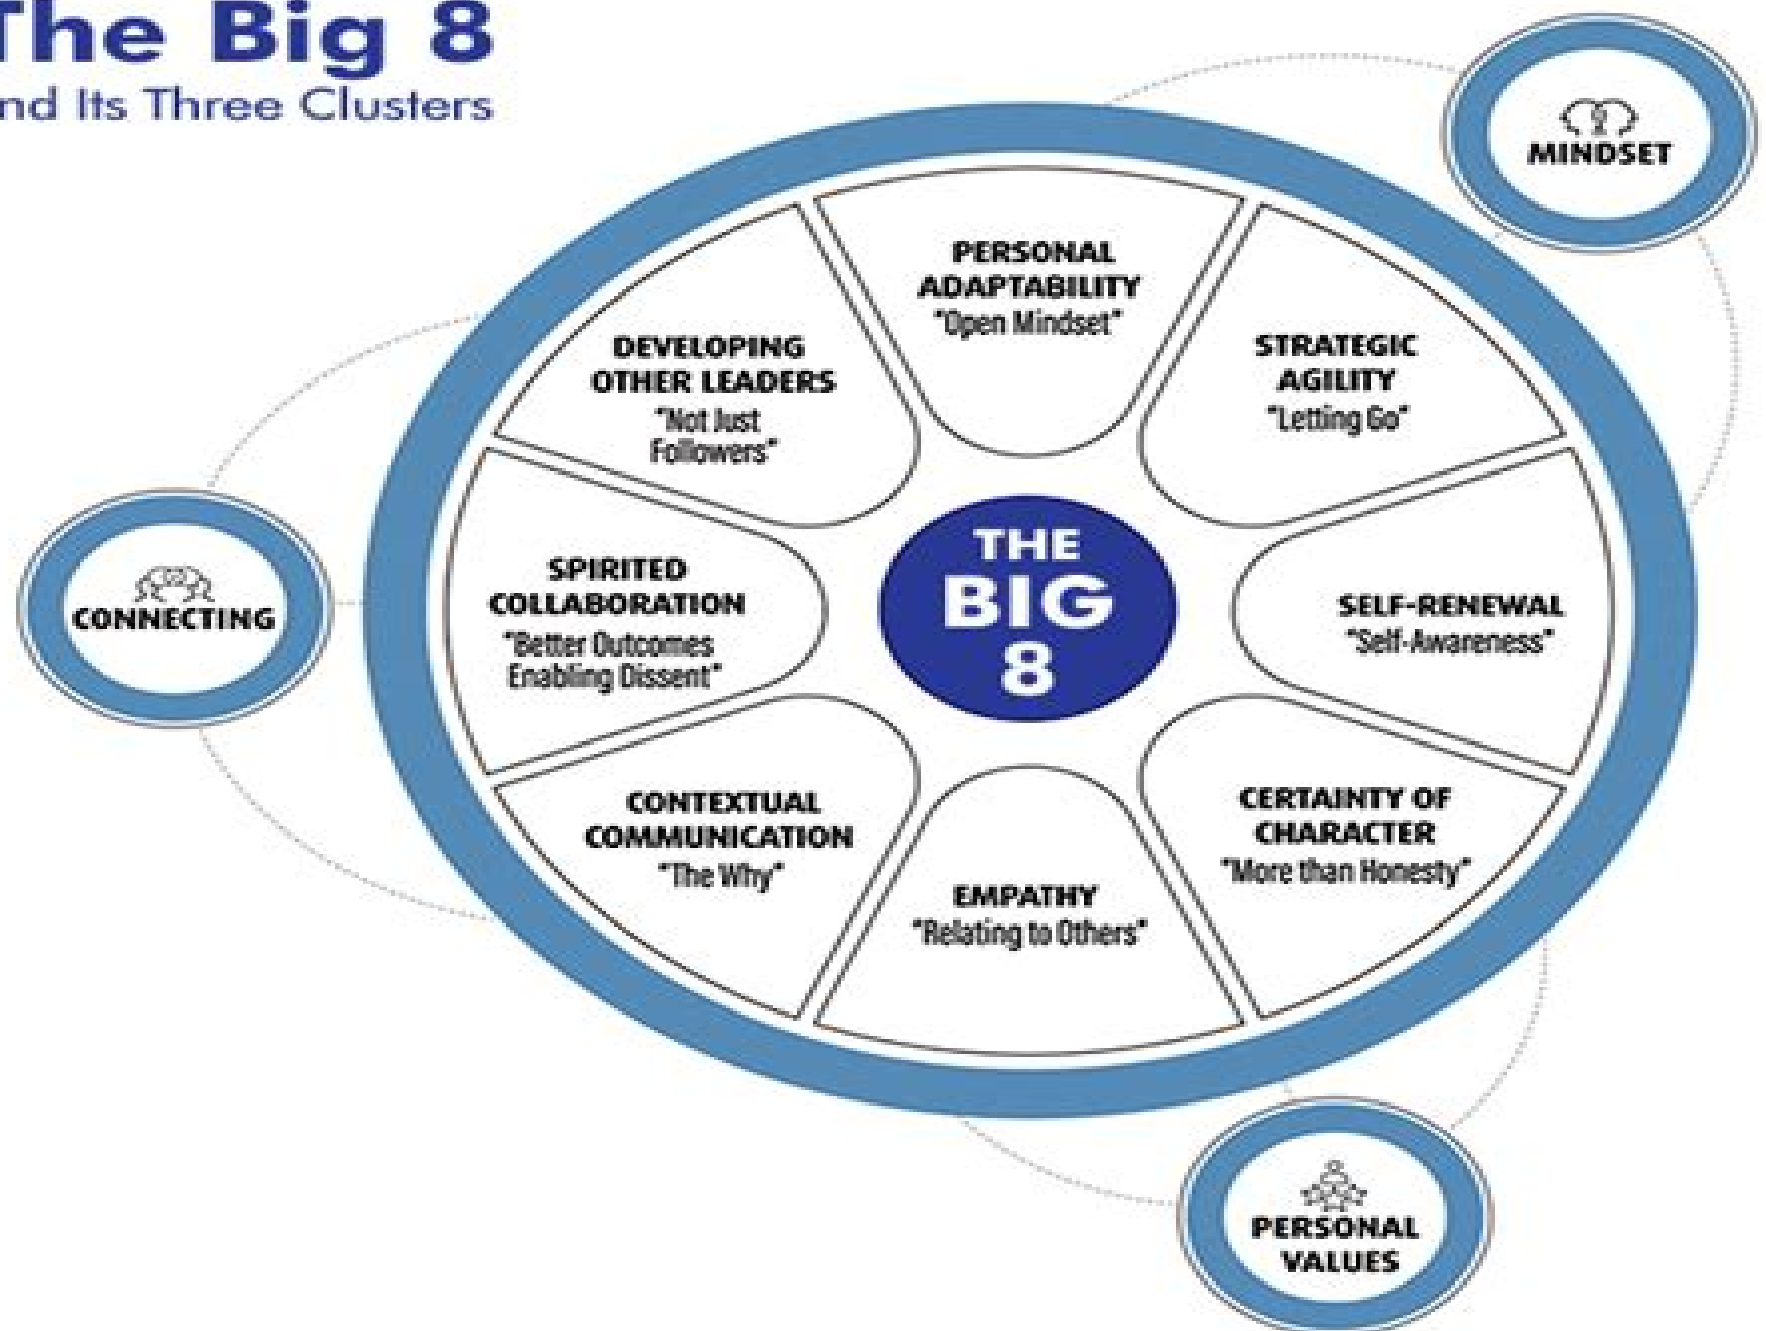 The Big 8
nd Its Three Clusters
MINDSET
PERSONAL
ADAPTABILITY
"Open Mindset"
STRATEGIC
AGILITY
"Letting Go"
SELF-RENEWAL
"Self-Awareness"
CERTAINTY OF
CHARACTER
"More than Honesty"
EMPATHY
"Relating to Others"
CONTEXTUAL
COMMUNICATION
"The Why"
SPIRITED
COLLABORATION
"Better Outcomes
Enabling Dissent"
DEVELOPING
OTHER LEADERS
"Not Just
Followers"
THE
BIG
8
CONNECTING
PERSONAL
VALUES